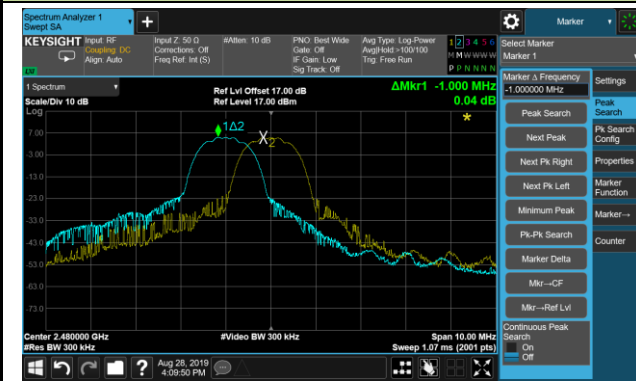 Spectrum Analyzer 1
Swept SA
+
Marker
KEYSIGHT
Input: RF
Coupling: DC
Align: Auto
Input Z: 50 Ω
Corrections: Off
Freq Ref: Int (S)
#Atten: 10 dB
PNO: Best Wide
Gate: Off
IF Gain: Low
Sig Track: Off
Avg Type: Log-Power
Avg|Hold:>100/100
Trig: Free Run
1 2 3 4 5 6
M M W W W W
P P N N N N
LV
Select Marker
Marker 1
1 Spectrum
Scale/Div 10 dB
Log
Ref Lvl Offset 17.00 dB
Ref Level 17.00 dBm
ΔMkr1 -1.000 MHz
0.04 dB
*
7.00
-3.00
-13.0
-23.0
-33.0
-43.0
-53.0
-63.0
-73.0
1Δ2
X2
Center 2.480000 GHz
#Res BW 300 kHz
#Video BW 300 kHz
Span 10.00 MHz
Sweep 1.07 ms (2001 pts)
Marker Δ Frequency
-1.000000 MHz
Peak Search
Next Peak
Next Pk Right
Next Pk Left
Minimum Peak
Pk-Pk Search
Marker Delta
Mkr→CF
Mkr→Ref Lvl
Continuous Peak
Search
On
Off
Settings
Peak
Search
Pk Search
Config
Properties
Marker
Function
Marker→
Counter
?
Aug 28, 2019
4:09:50 PM